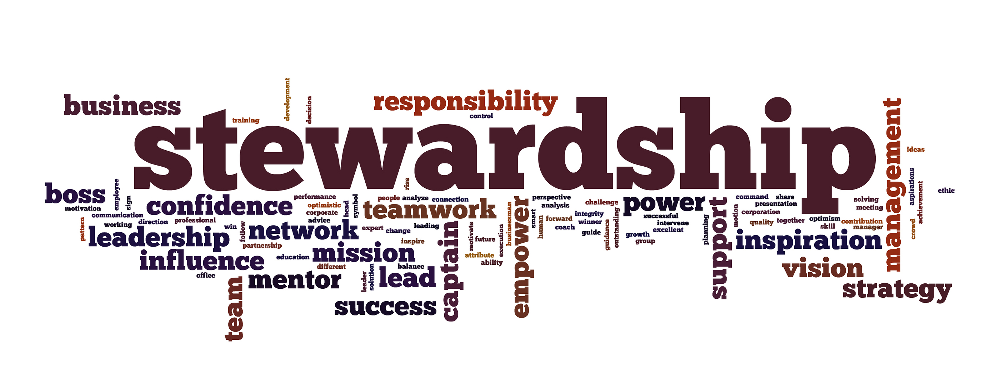 development
responsibility
business
decision
training
control
stewardship
management
ideas
rise
employee
aspirations
achievement
ethic
boss
sign
motivation
confidence
performance
optimistic
corporate
advice
head
symbol
people
analyze
connection
teamwork
businessman
empower
perspective
analysis
smart
human
forward
challenge
integrity
coach
winner
guide
guidance
outstanding
power
successful
intervene
excellent
growth
group
planning
support
motion
command
share
presentation
corporation
quality
together
optimism
skill
solving
meeting
contribution
manager
crowd
communication
working
direction
professional
pattern
leadership
win
follow
network
partnership
expert
change
leading
inspire
captain
motivate
future
execution
attribute
ability
inspiration
influence
education
mission
different
balance
office
mentor
leader
solution
lead
vision
strategy
team
success